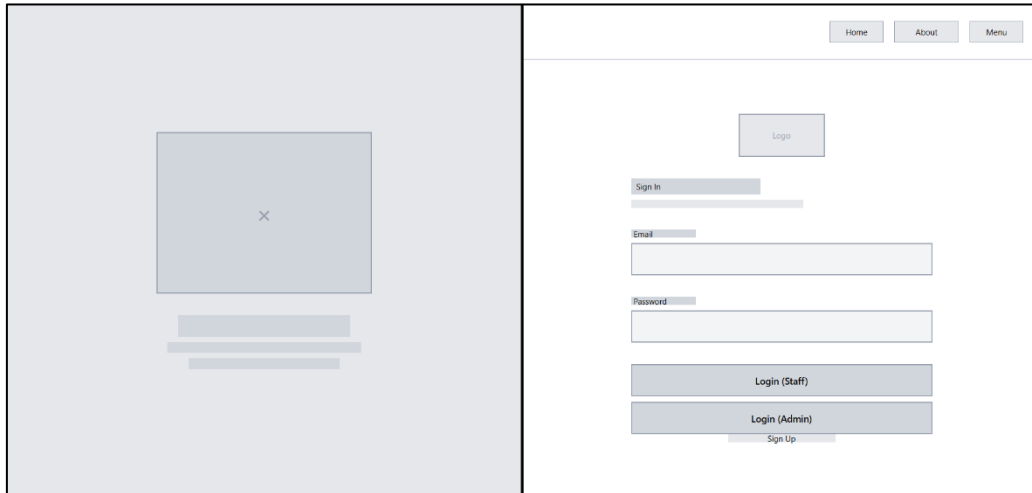 Home About Menu
Logo
Sign In
Email
Password
Login (Staff)
Login (Admin)
Sign Up